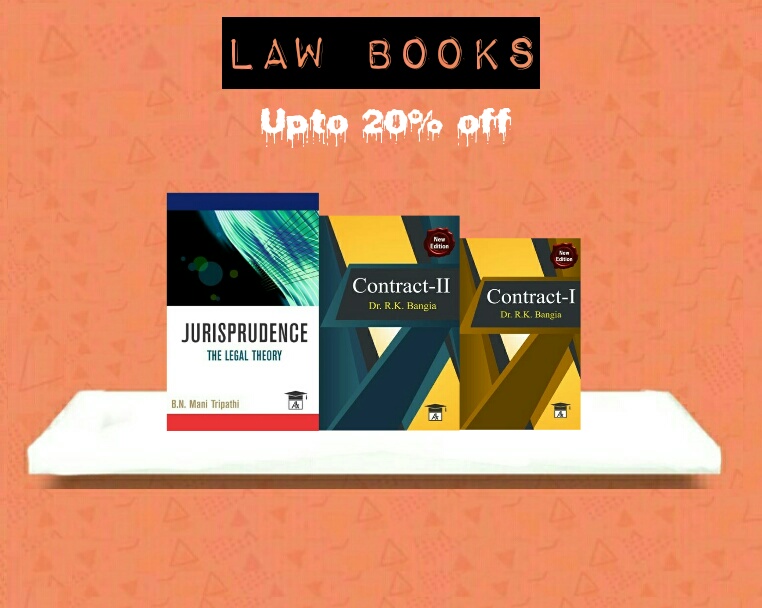 LAW BOOKS
Upto 20% off
JURISPRUDENCE
THE LEGAL THEORY
B.N. Mani Tripathi
New
Edition
Contract-II
Dr. R.K. Bangia
New
Edition
Contract-I
Dr. R.K. Bangia